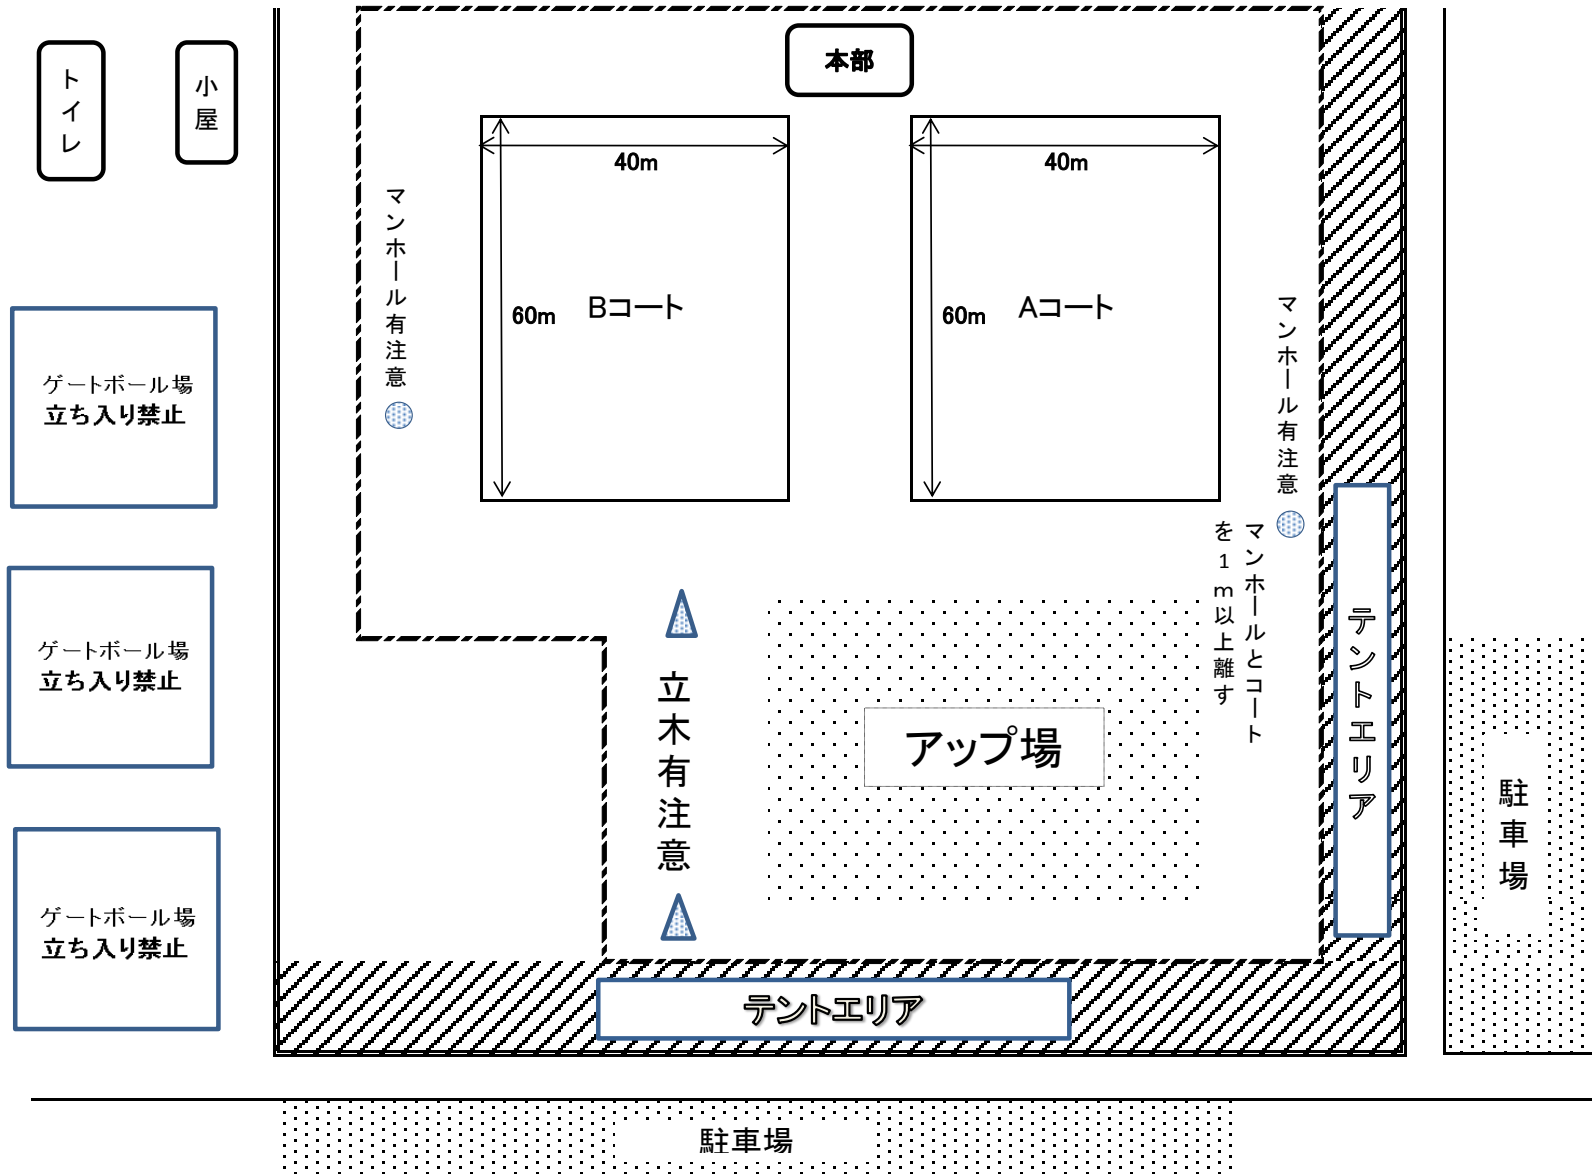 本部
トイレ
小屋
40m
40m
マンホール有注意
60m
Bコート
60m
Aコート
マンホール有注意
ゲートボール場
立ち入り禁止
マンホールとコート
を１ｍ以上離す
ゲートボール場
立ち入り禁止
立木有注意
アップ場
テントエリア
駐車場
ゲートボール場
立ち入り禁止
テントエリア
駐車場